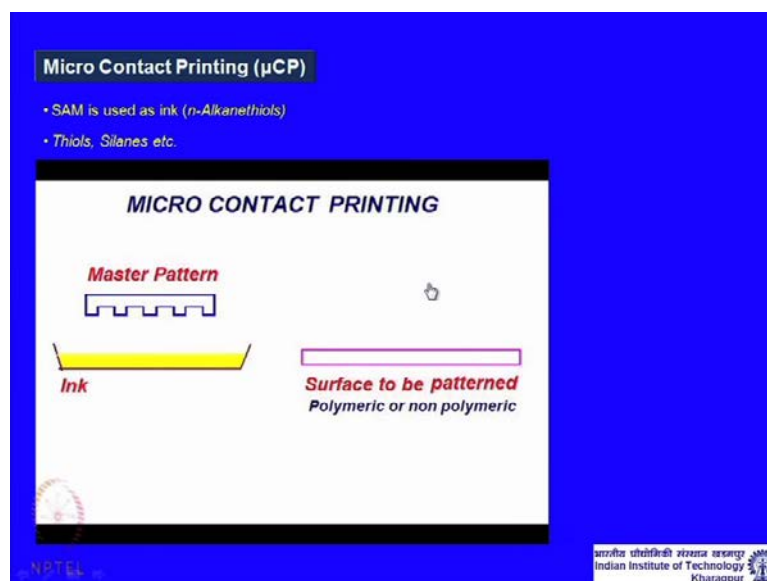 Micro Contact Printing (μCP)
• SAM is used as ink (n-Alkanethiols)
• Thiols, Silanes etc.
MICRO CONTACT PRINTING
Master Pattern
Ink
Surface to be patterned
Polymeric or non polymeric
NPTEL
भारतीय प्रौद्योगिकी संस्थान खड़गपुर
Indian Institute of Technology
Kharagpur